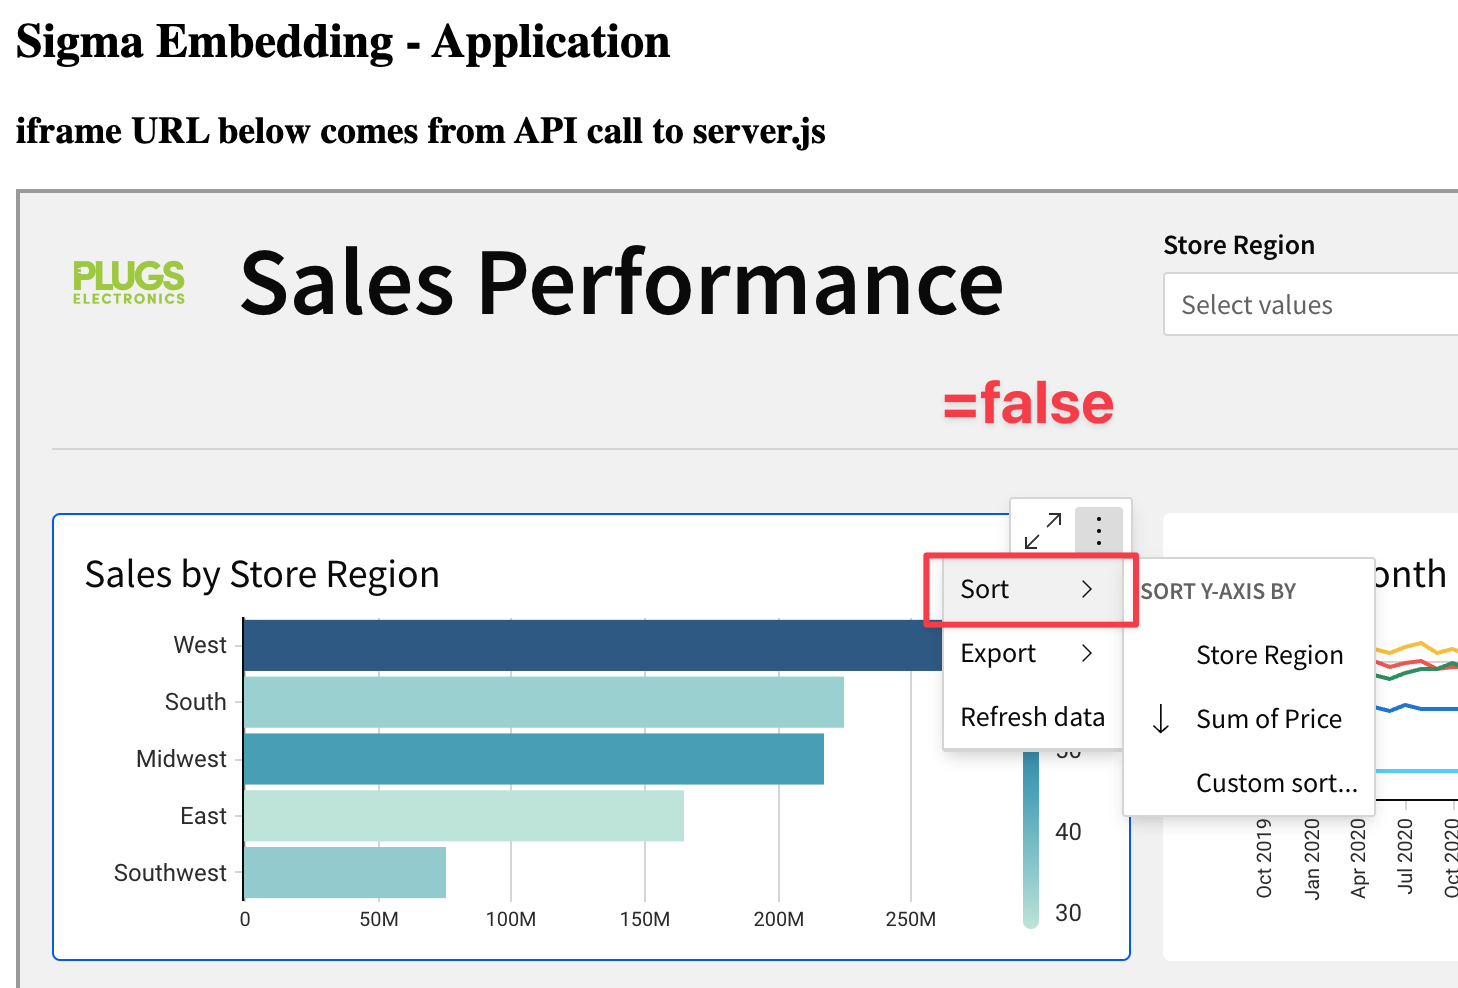 Sigma Embedding - Application
iframe URL below comes from API call to server.js
PLUGS
ELECTRONICS
Sales Performance
Store Region
Select values
=false
Sales by Store Region
Sort
Export
Refresh data
SORT Y-AXIS BY
Store Region
Sum of Price
Custom sort...
onth
West
South
Midwest
East
Southwest
0
50M
100M
150M
200M
250M
40
30
Oct 2019
Jan 2020
Apr 2020
Jul 2020
Oct 2020